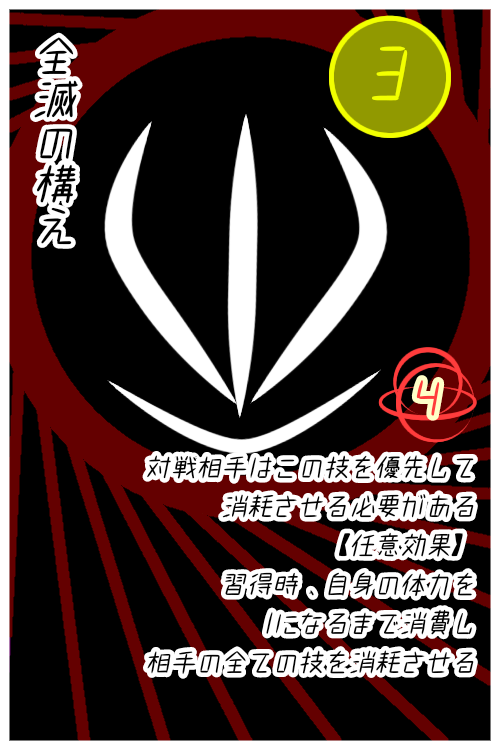 全滅の構え
3
4
対戦相手はこの技を優先して
消耗させる必要がある
【任意効果】
習得時、自身の体力を
1になるまで消費し
相手の全ての技を消耗させる